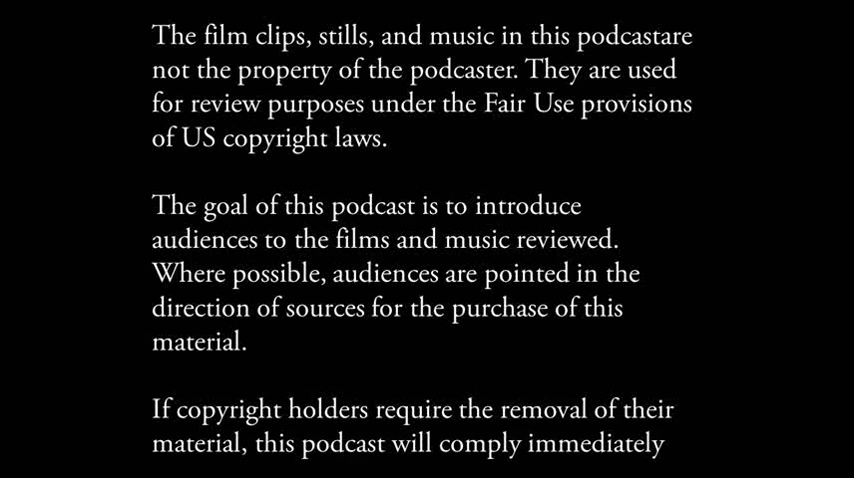 The film clips, stills, and music in this podcastare
not the property of the podcaster. They are used
for review purposes under the Fair Use provisions
of US copyright laws.
The goal of this podcast is to introduce
audiences to the films and music reviewed.
Where possible, audiences are pointed in the
direction of sources for the purchase of this
material.
If copyright holders require the removal of their
material, this podcast will comply immediately